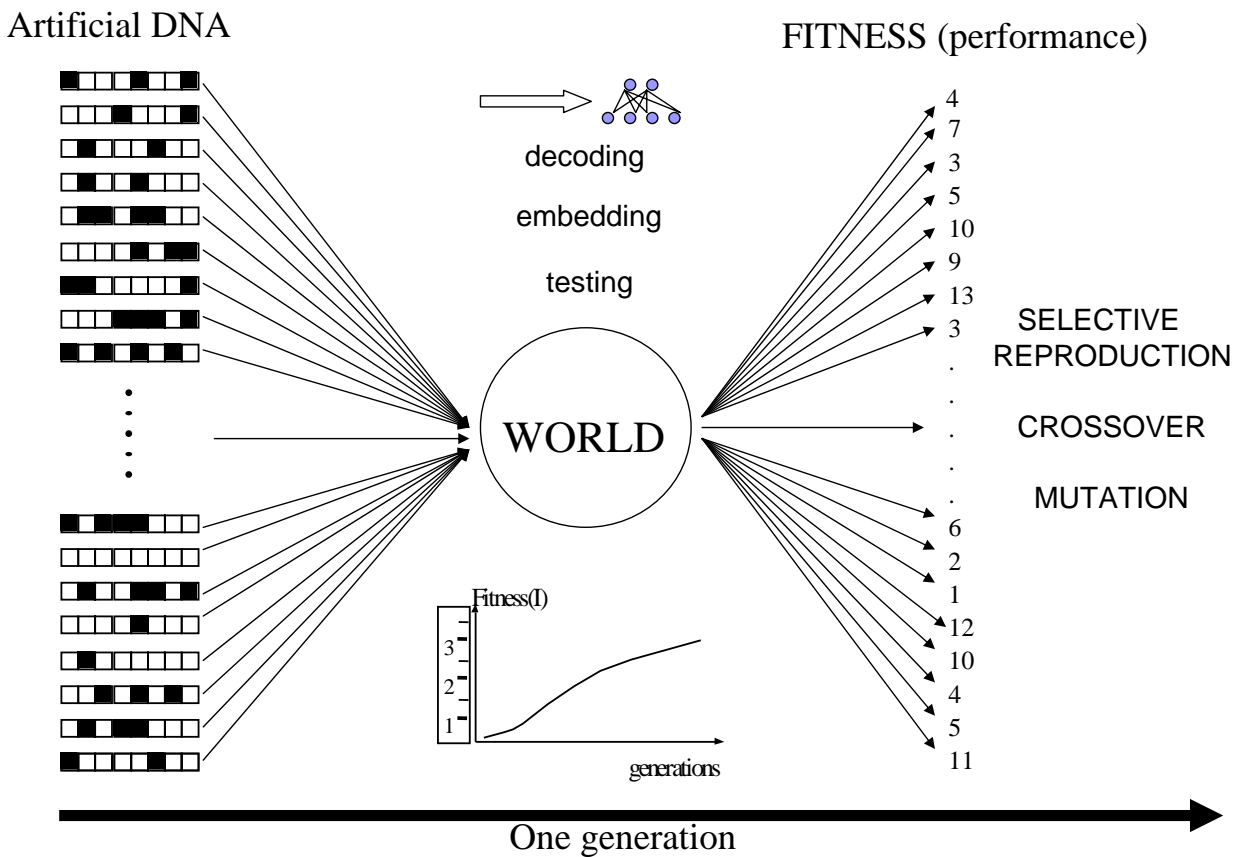 Artificial DNA
FITNESS (performance)
decoding
embedding
testing
WORLD
4
7
3
5
10
9
13
3
.
.
.
.
.
6
2
1
12
10
4
5
11
SELECTIVE
REPRODUCTION
CROSSOVER
MUTATION
Fitness(I)
3
2
1
generations
One generation